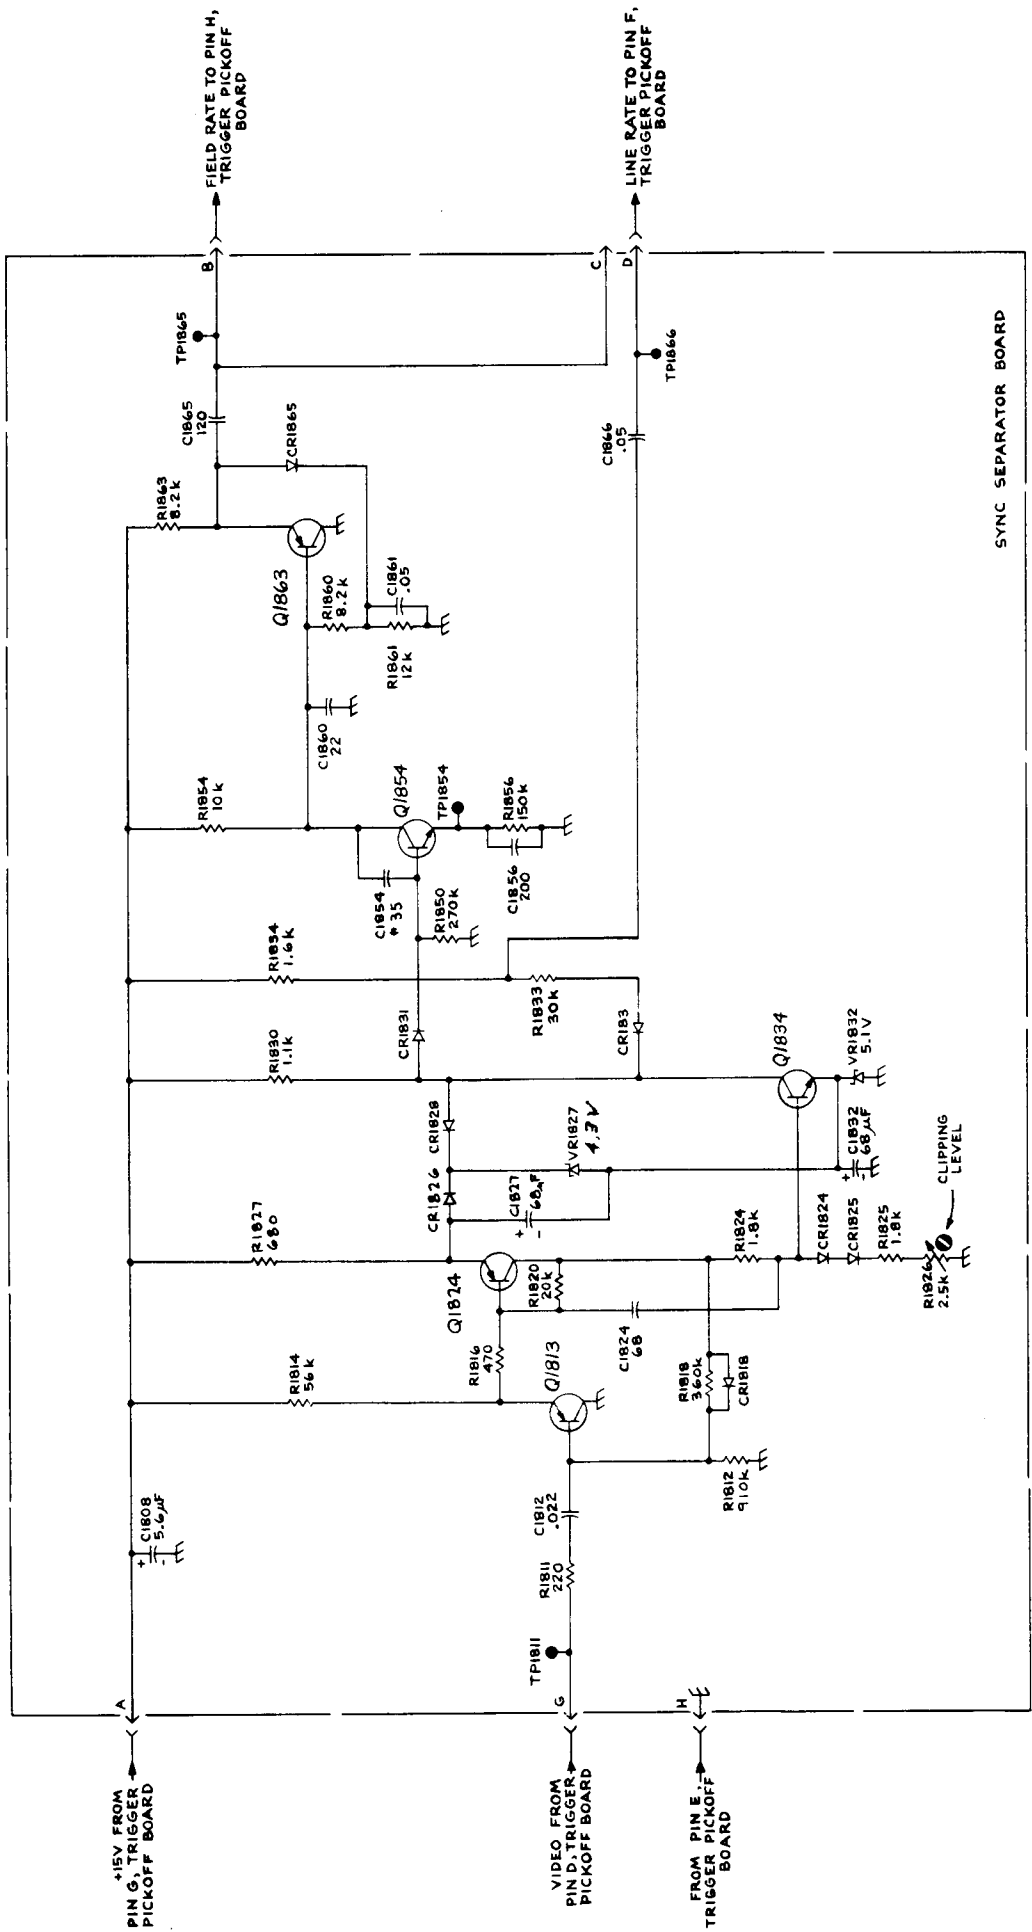 +15V FROM
PIN G, TRIGGER
PICKOFF BOARD
A
C1808
5.6µF
+
-
VIDEO FROM
PIN D, TRIGGER
PICKOFF BOARD
G
TP1811
R1811
220
C1812
.022
FROM PIN E,
TRIGGER PICKOFF
BOARD
H
R1812
910k
R1814
56k
R1816
470
Q1813
R1818
360k
CR1818
R1827
680
Q1824
R1820
20k
C1824
68
R1824
1.8k
CR1824
CR1825
R1825
1.8k
R1826
2.5k
CLIPPING
LEVEL
CR1826
C1827
68µF
+
-
CR1828
VR1827
4.3V
R1830
1.1k
CR1831
CR183
Q1834
C1832
68µF
+
-
VR1832
5.1V
R1834
1.6k
R1833
30k
R1850
270k
C1854
*35
R1854
10k
Q1854
TP1854
C1856
200
R1856
150k
C1860
22
Q1863
R1860
8.2k
R1861
12k
C1861
.05
R1863
8.2k
CR1865
C1865
120
TP1865
B
FIELD RATE TO PIN H,
TRIGGER PICKOFF
BOARD
C
D
C1866
.05
TP1866
LINE RATE TO PIN F,
TRIGGER PICKOFF
BOARD
SYNC SEPARATOR BOARD